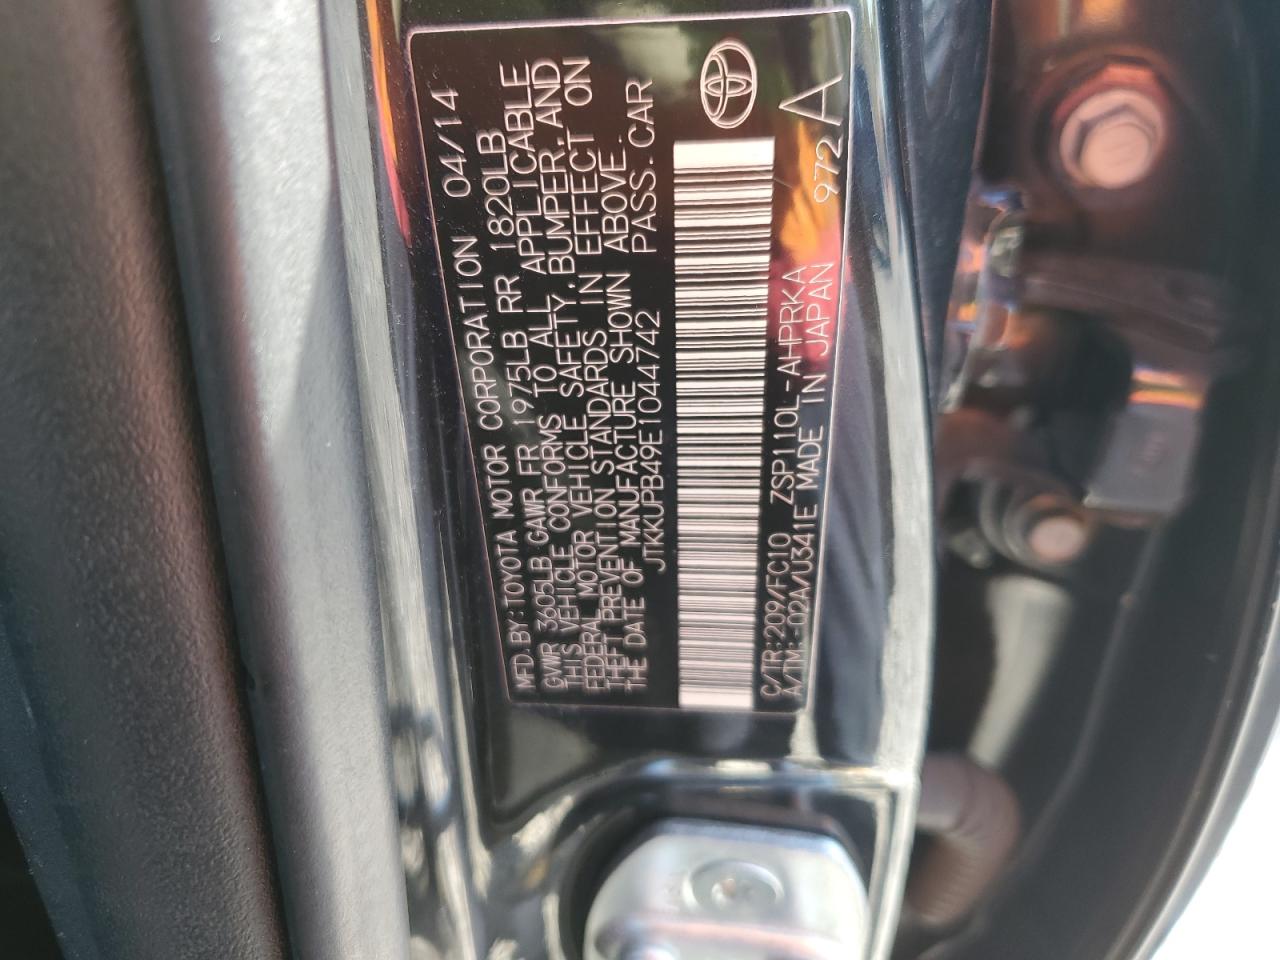 MFD.BY:TOYOTA MOTOR CORPORATION 04/14
GVWR 3605LB GAWR FR 1975LB RR 1820LB
THIS VEHICLE CONFORMS TO ALL APPLICABLE
FEDERAL MOTOR VEHICLE SAFETY,BUMPER,AND
THEFT PREVENTION STANDARDS IN EFFECT ON
THE DATE OF MANUFACTURE SHOWN ABOVE.
JTKUPB49E1044742 PASS.CAR
C/TR:209/FC10 ZSP110L-AHPRKA
A/TM:-02A/U341E MADE IN JAPAN
972 A